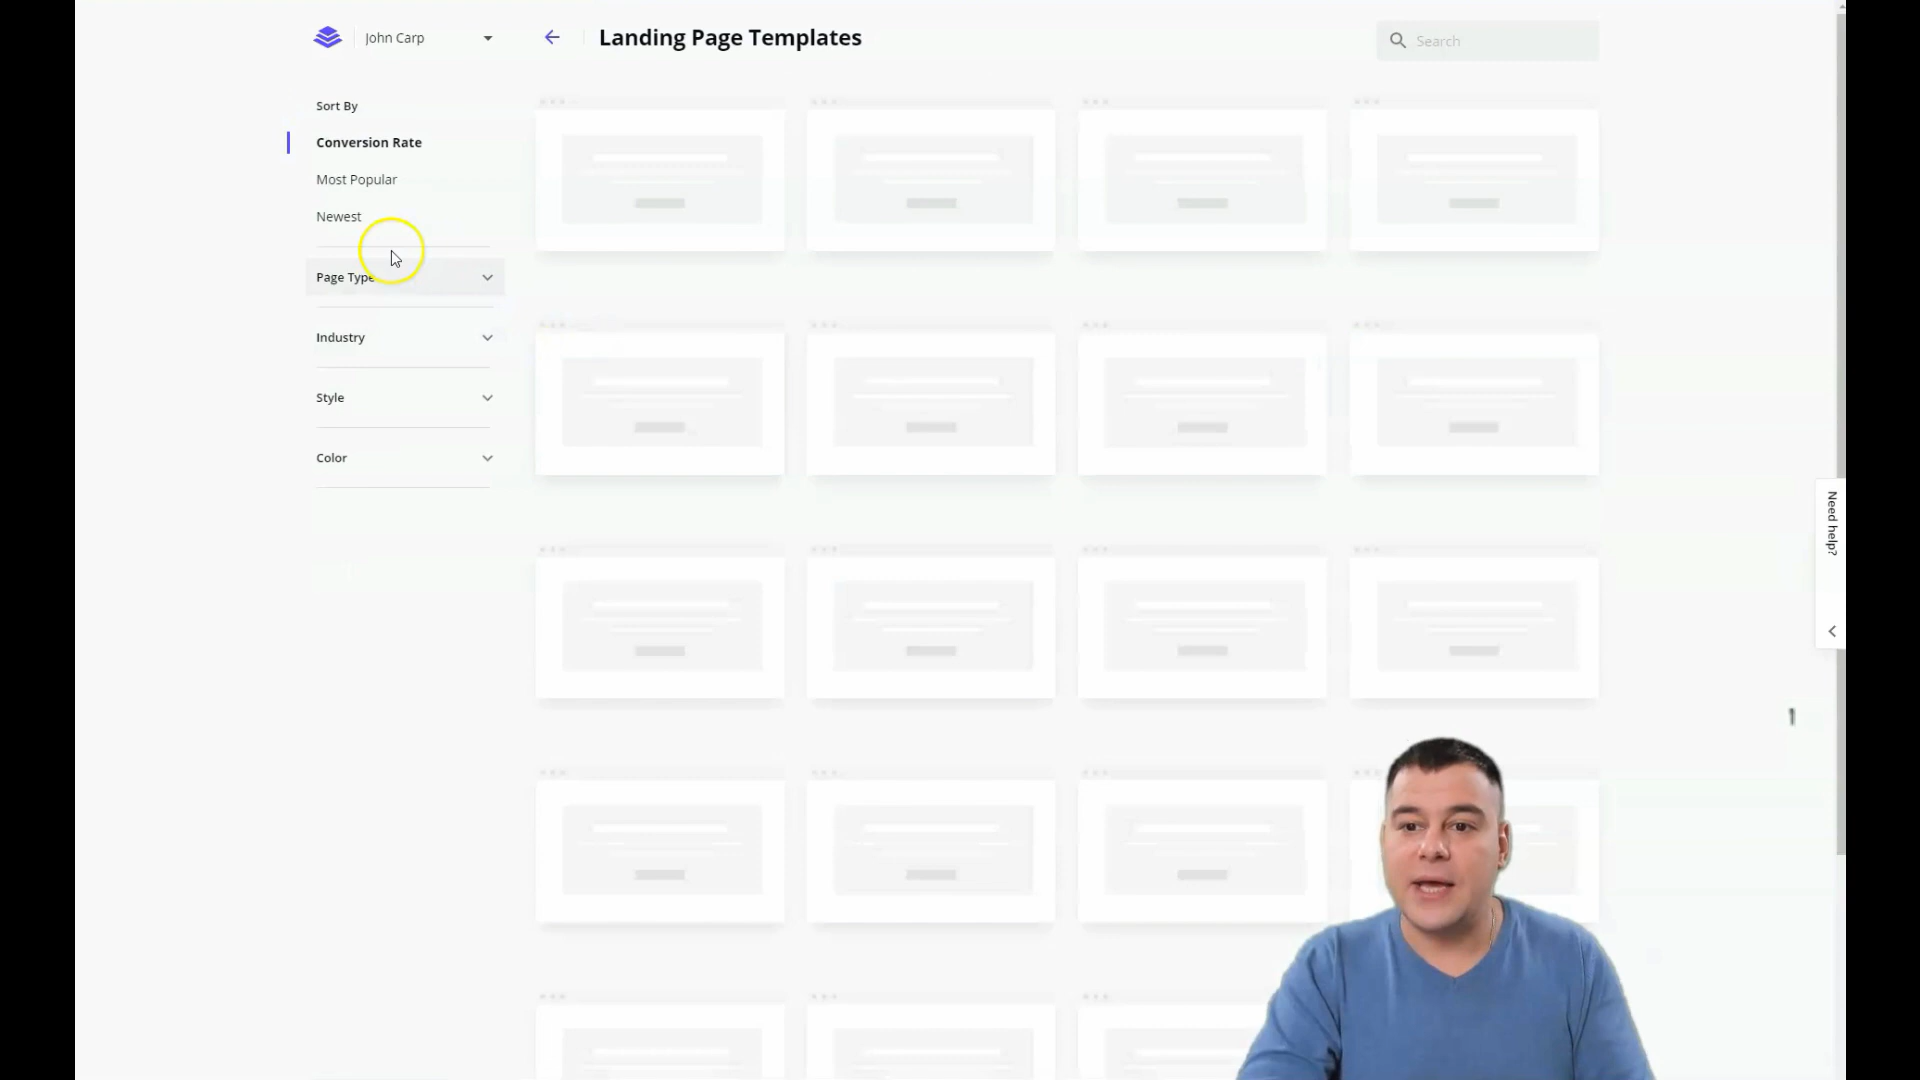 John Carp
Landing Page Templates
Search
Sort By
Conversion Rate
Most Popular
Newest
Page Type
Industry
Style
Color
Need help?